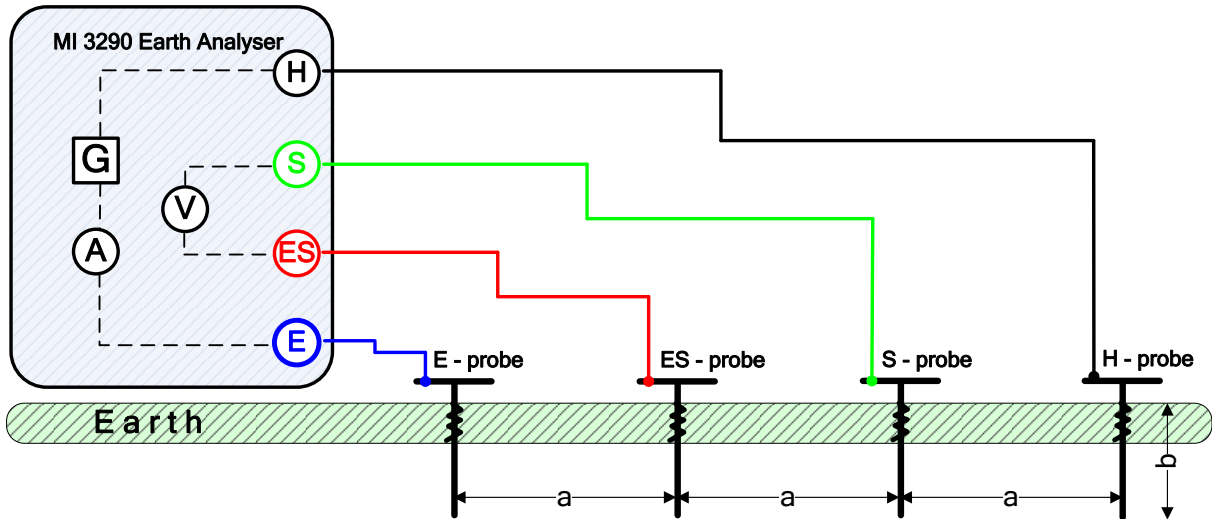 MI 3290 Earth Analyser
H
G
S
V
A
ES
E
E - probe
ES - probe
S - probe
H - probe
Earth
a
a
a
b